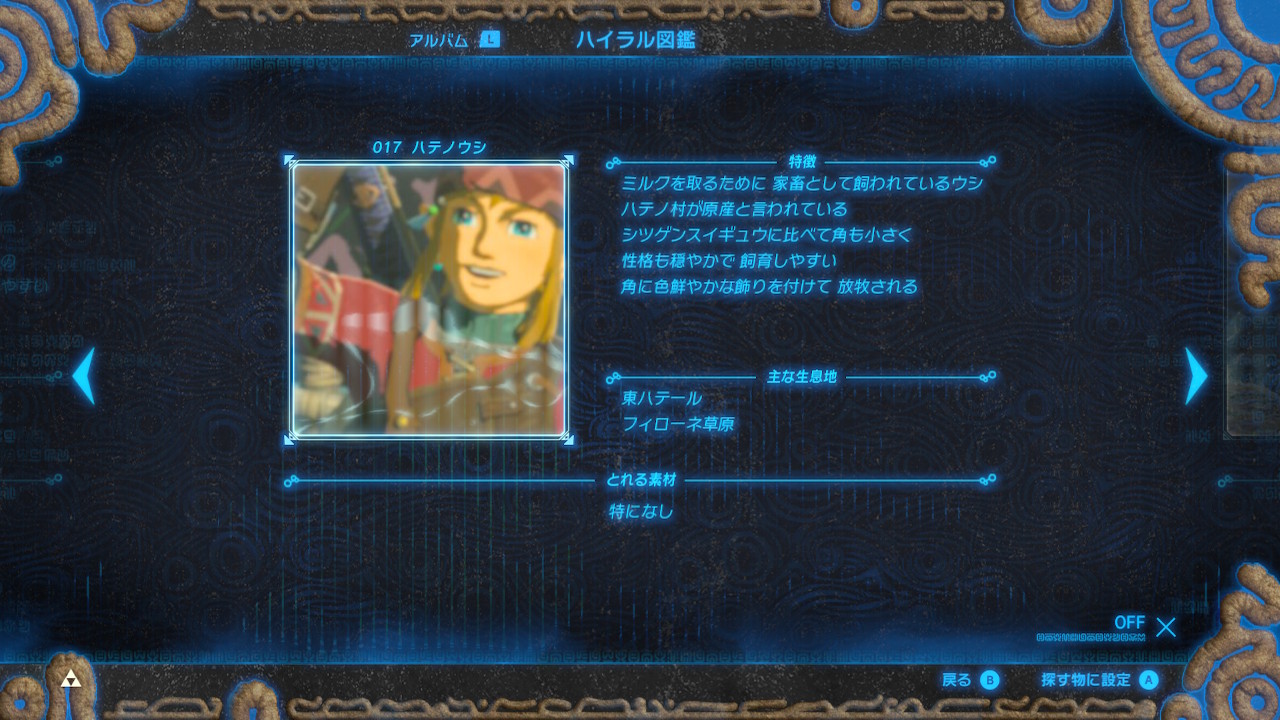 アルバム L
ハイラル図鑑
017 ハテノウシ
特徴
ミルクを取るために 家畜として飼われているウシ
ハテノ村が原産と言われている
シツゲンスイギュウに比べて角も小さく
性格も穏やかで 飼育しやすい
角に色鮮やかな飾りを付けて 放牧される
主な生息地
東ハテール
フィローネ草原
とれる素材
特になし
OFF
戻る B
探す物に設定 A